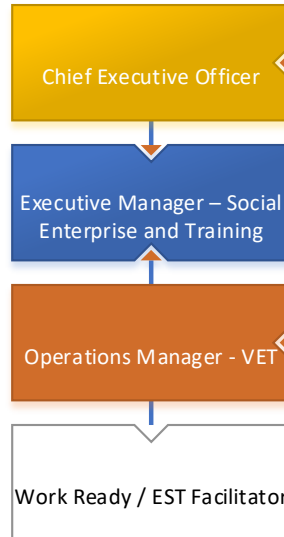 Chief Executive Officer
Executive Manager – Social
Enterprise and Training
Operations Manager - VET
Work Ready / EST Facilitator